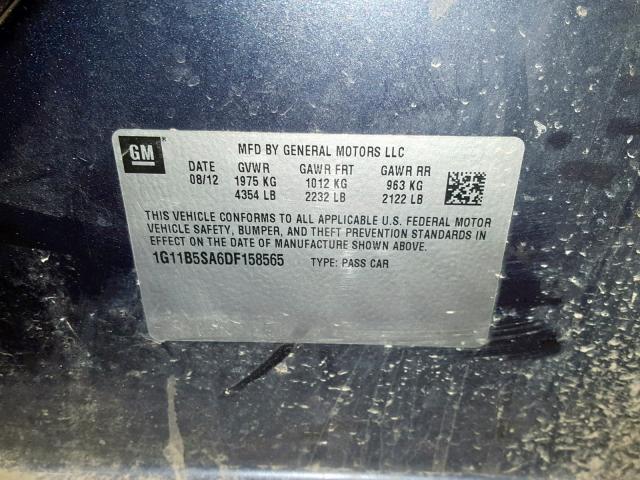 GM
MFD BY GENERAL MOTORS LLC
DATE GVWR GAWR FRT GAWR RR
08/12 1975 KG 1012 KG 963 KG
4354 LB 2232 LB 2122 LB
THIS VEHICLE CONFORMS TO ALL APPLICABLE U.S. FEDERAL MOTOR
VEHICLE SAFETY, BUMPER, AND THEFT PREVENTION STANDARDS IN
EFFECT ON THE DATE OF MANUFACTURE SHOWN ABOVE.
1G11B5SA6DF158565 TYPE: PASS CAR